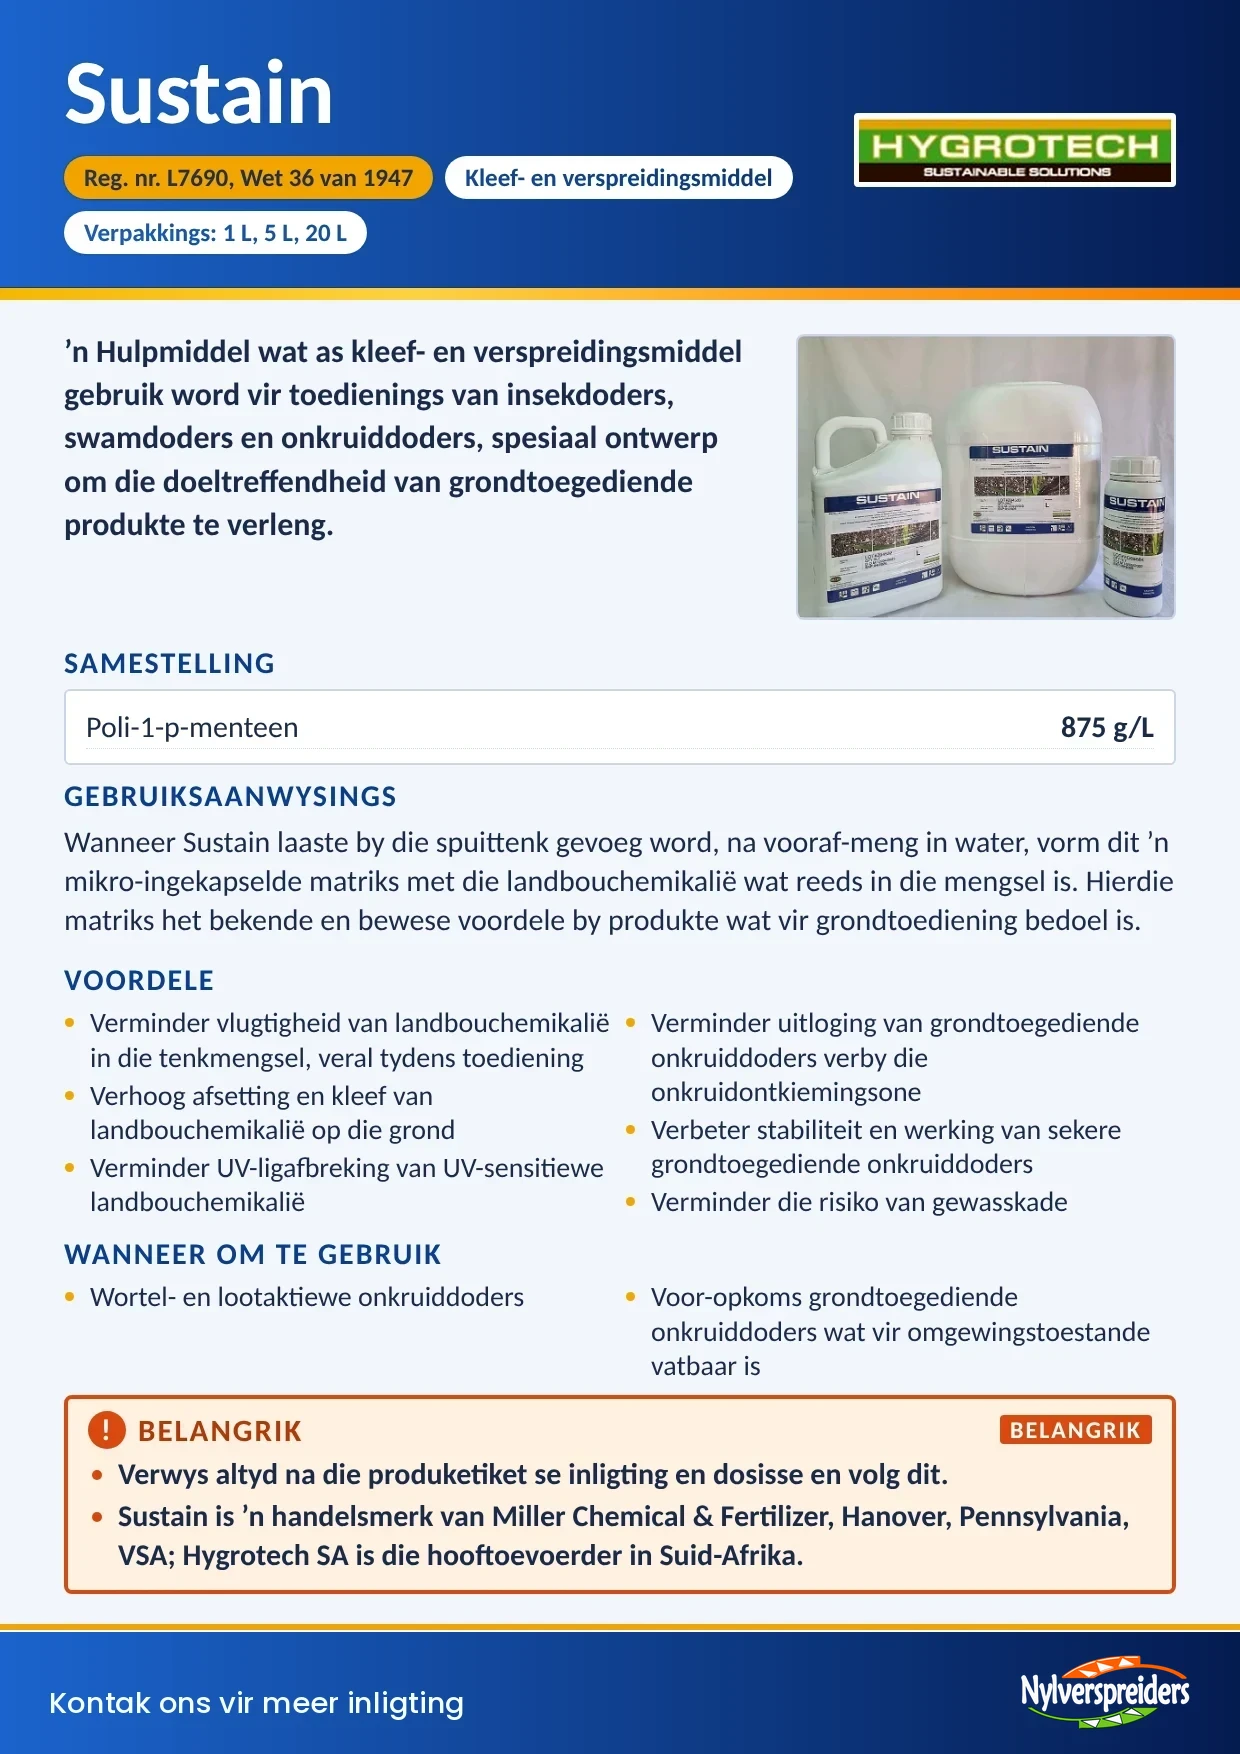 Sustain
HYGROTECH
SUSTAINABLE SOLUTIONS
Reg. nr. L7690, Wet 36 van 1947
Kleef- en verspreidingsmiddel
Verpakkings: 1 L, 5 L, 20 L
’n Hulpmiddel wat as kleef- en verspreidingsmiddel
gebruik word vir toedienings van insekdoders,
swamdoders en onkruiddoders, spesiaal ontwerp
om die doeltreffendheid van grondtoegediende
produkte te verleng.
SUSTAIN
SUSTAIN
SUSTAIN
SAMESTELLING
Poli-1-p-menteen 875 g/L
GEBRUIKSAANWYSINGS
Wanneer Sustain laaste by die spuittenk gevoeg word, na vooraf-meng in water, vorm dit ’n
mikro-ingekapselde matriks met die landbouchemikalië wat reeds in die mengsel is. Hierdie
matriks het bekende en bewese voordele by produkte wat vir grondtoediening bedoel is.
VOORDELE
• Verminder vlugtigheid van landbouchemikalië
in die tenkmengsel, veral tydens toediening
• Verhoog afsetting en kleef van
landbouchemikalië op die grond
• Verminder UV-ligafbreking van UV-sensitiewe
landbouchemikalië
• Verminder uitloging van grondtoegediende
onkruiddoders verby die
onkruidontkiemingsone
• Verbeter stabiliteit en werking van sekere
grondtoegediende onkruiddoders
• Verminder die risiko van gewasskade
WANNEER OM TE GEBRUIK
• Wortel- en lootaktiewe onkruiddoders
• Voor-opkoms grondtoegediende
onkruiddoders wat vir omgewingstoestande
vatbaar is
! BELANGRIK
BELANGRIK
• Verwys altyd na die produketiket se inligting en dosisse en volg dit.
• Sustain is ’n handelsmerk van Miller Chemical & Fertilizer, Hanover, Pennsylvania,
VSA; Hygrotech SA is die hooftoevoerder in Suid-Afrika.
Kontak ons vir meer inligting
Nylverspreiders